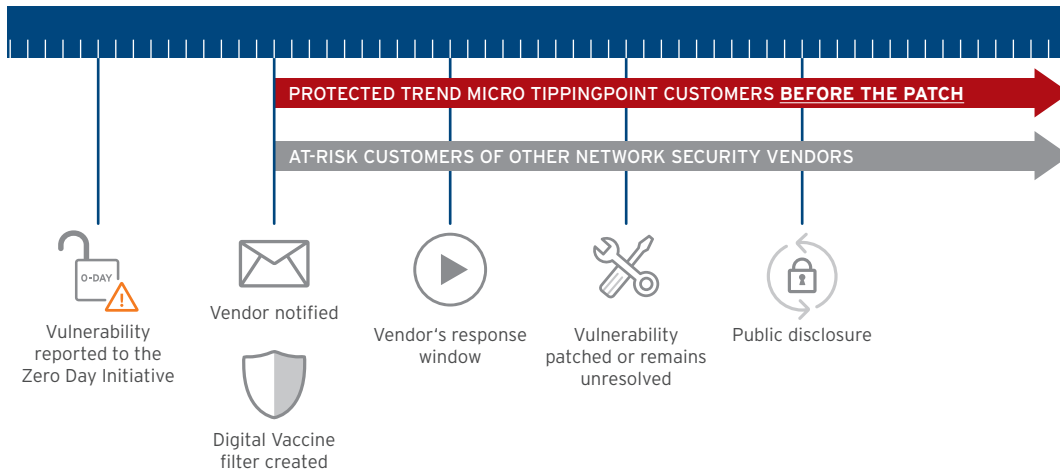 PROTECTED TREND MICRO TIPPINGPOINT CUSTOMERS BEFORE THE PATCH
AT-RISK CUSTOMERS OF OTHER NETWORK SECURITY VENDORS
0-DAY
Vulnerability
reported to the
Zero Day Initiative
Vendor notified
Digital Vaccine
filter created
Vendor's response
window
Vulnerability
patched or remains
unresolved
Public disclosure